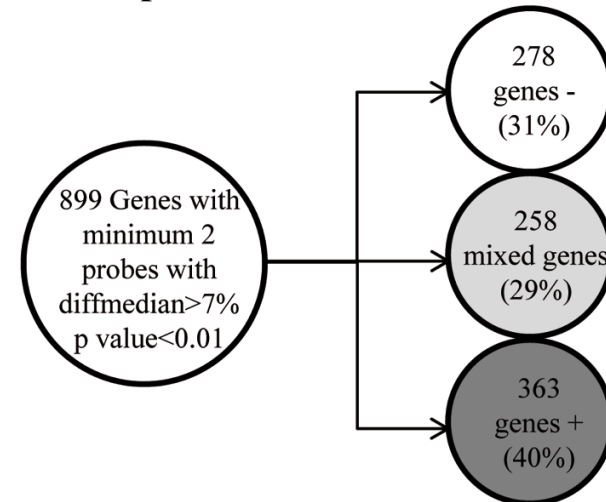 899 Genes with
minimum 2
probes with
diffmedian>7%
p value<0.01
278
genes -
(31%)
258
mixed genes
(29%)
363
genes +
(40%)